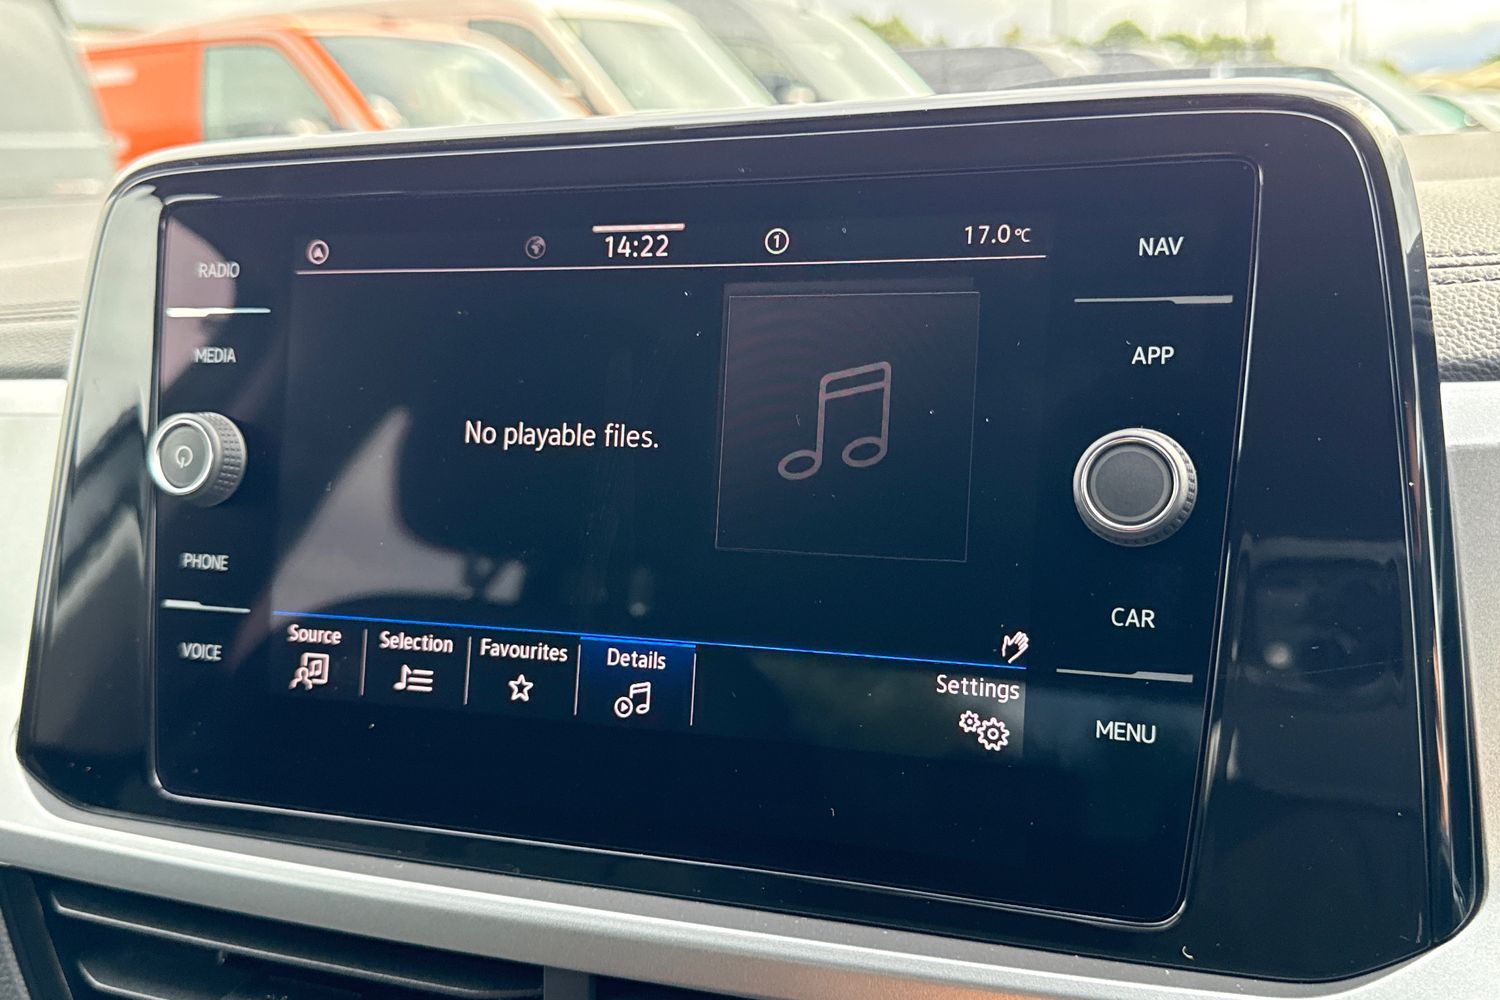 RADIO
MEDIA
PHONE
VOICE
14:22
1
17.0°C
No playable files.
Source
Selection
Favourites
Details
Settings
NAV
APP
CAR
MENU